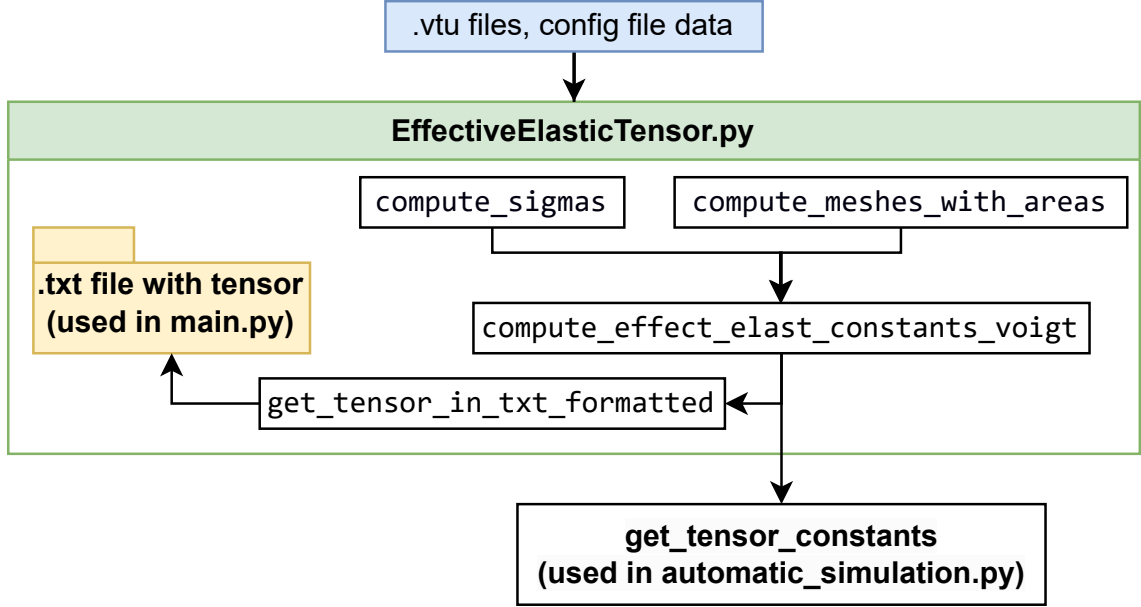 .vtu files, config file data
EffectiveElasticTensor.py
compute_sigmas
compute_meshes_with_areas
.txt file with tensor
(used in main.py)
compute_effect_elast_constants_voigt
get_tensor_in_txt_formatted
get_tensor_constants
(used in automatic_simulation.py)